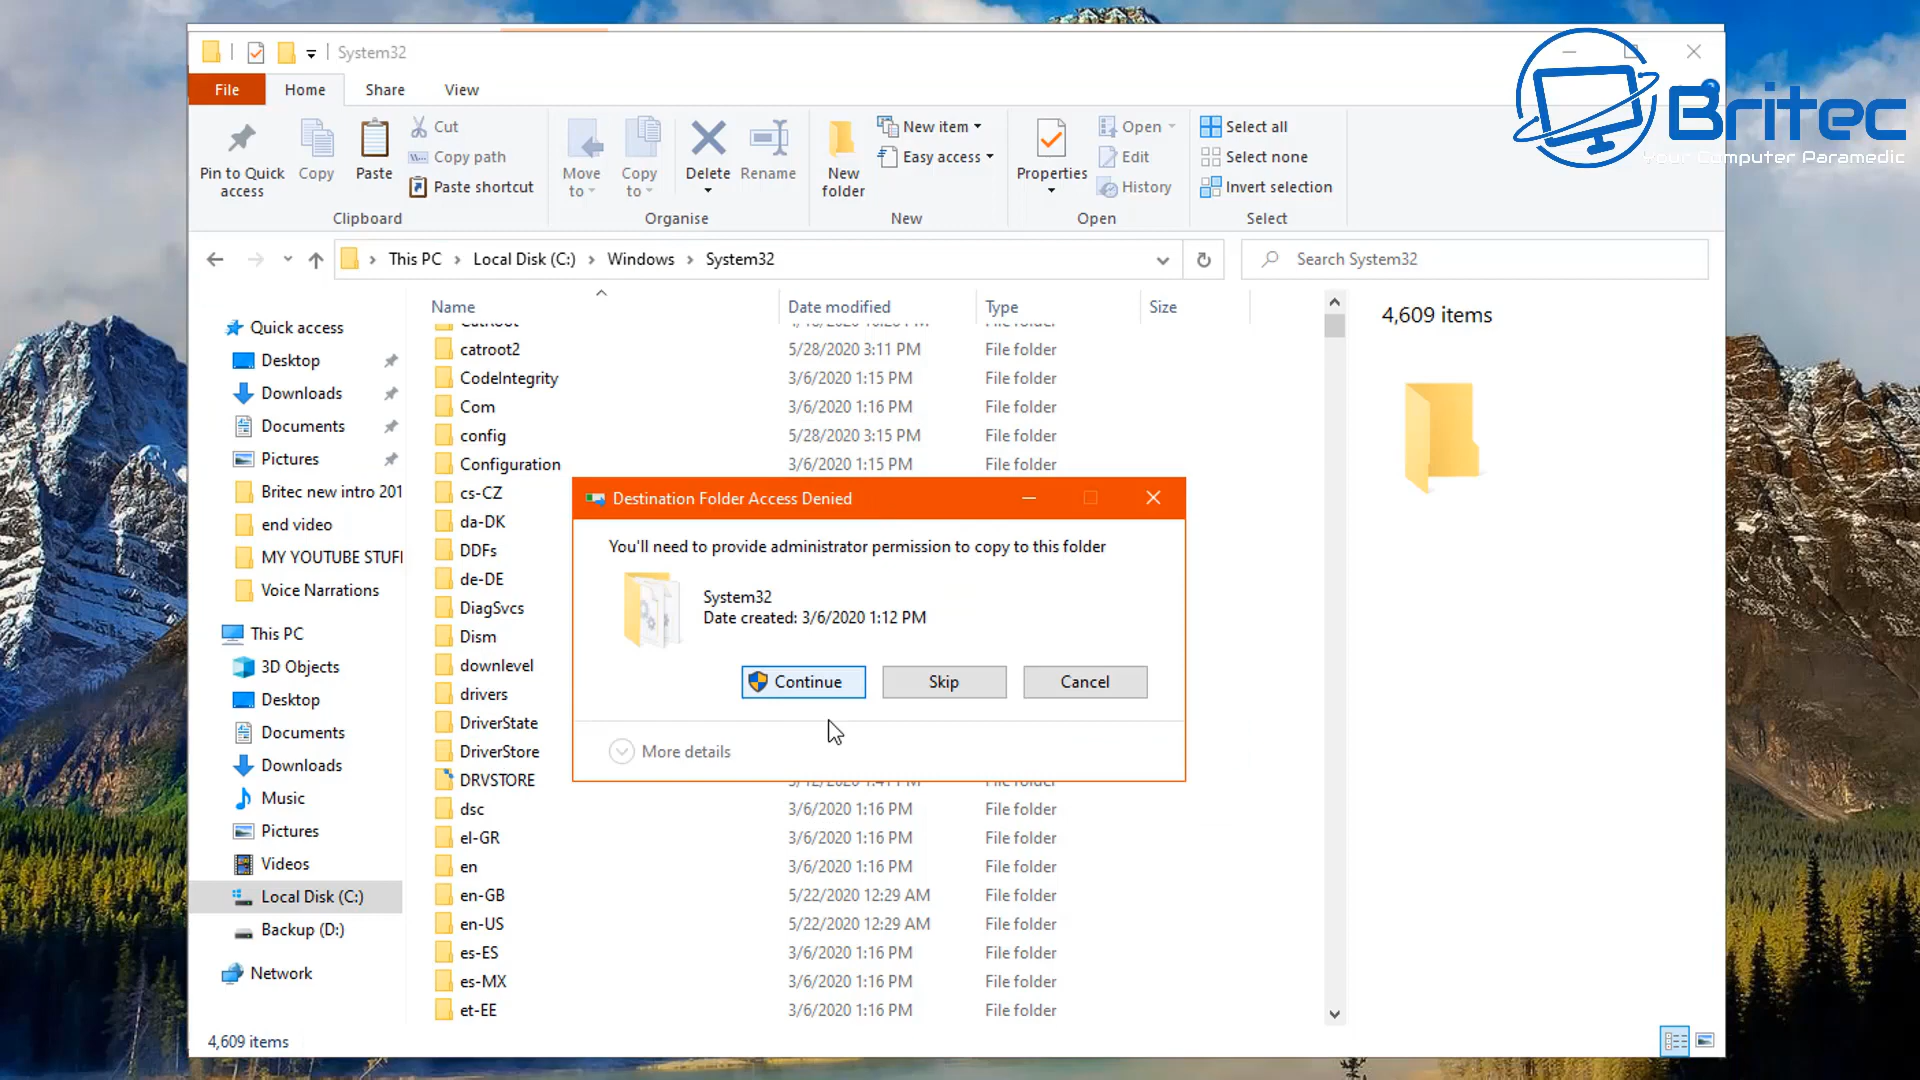 System32
File Home Share View
Pin to Quick access
Copy
Paste
Cut
Copy path
Paste shortcut
Clipboard
Move to
Copy to
Delete
Rename
Organise
New folder
New item
Easy access
New
Properties
Open
Edit
History
Open
Select all
Select none
Invert selection
Select
Britec
Your Computer Paramedic
This PC Local Disk (C:) Windows System32
Search System32
Quick access
Desktop
Downloads
Documents
Pictures
Britec new intro 201
end video
MY YOUTUBE STUFF
Voice Narrations
This PC
3D Objects
Desktop
Documents
Downloads
Music
Pictures
Videos
Local Disk (C:)
Backup (D:)
Network
Name Date modified Type Size
CatRoot File folder
catroot2 5/28/2020 3:11 PM File folder
CodeIntegrity 3/6/2020 1:15 PM File folder
Com 3/6/2020 1:16 PM File folder
config 5/28/2020 3:15 PM File folder
Configuration 3/6/2020 1:15 PM File folder
cs-CZ
da-DK
DDFs
de-DE
DiagSvcs
Dism
downlevel
drivers
DriverState
DriverStore
DRVSTORE File folder
dsc 3/6/2020 1:16 PM File folder
el-GR 3/6/2020 1:16 PM File folder
en 3/6/2020 1:16 PM File folder
en-GB 5/22/2020 12:29 AM File folder
en-US 5/22/2020 12:29 AM File folder
es-ES 3/6/2020 1:16 PM File folder
es-MX 3/6/2020 1:16 PM File folder
et-EE 3/6/2020 1:16 PM File folder
Destination Folder Access Denied
You'll need to provide administrator permission to copy to this folder
System32
Date created: 3/6/2020 1:12 PM
Continue Skip Cancel
More details
4,609 items
4,609 items